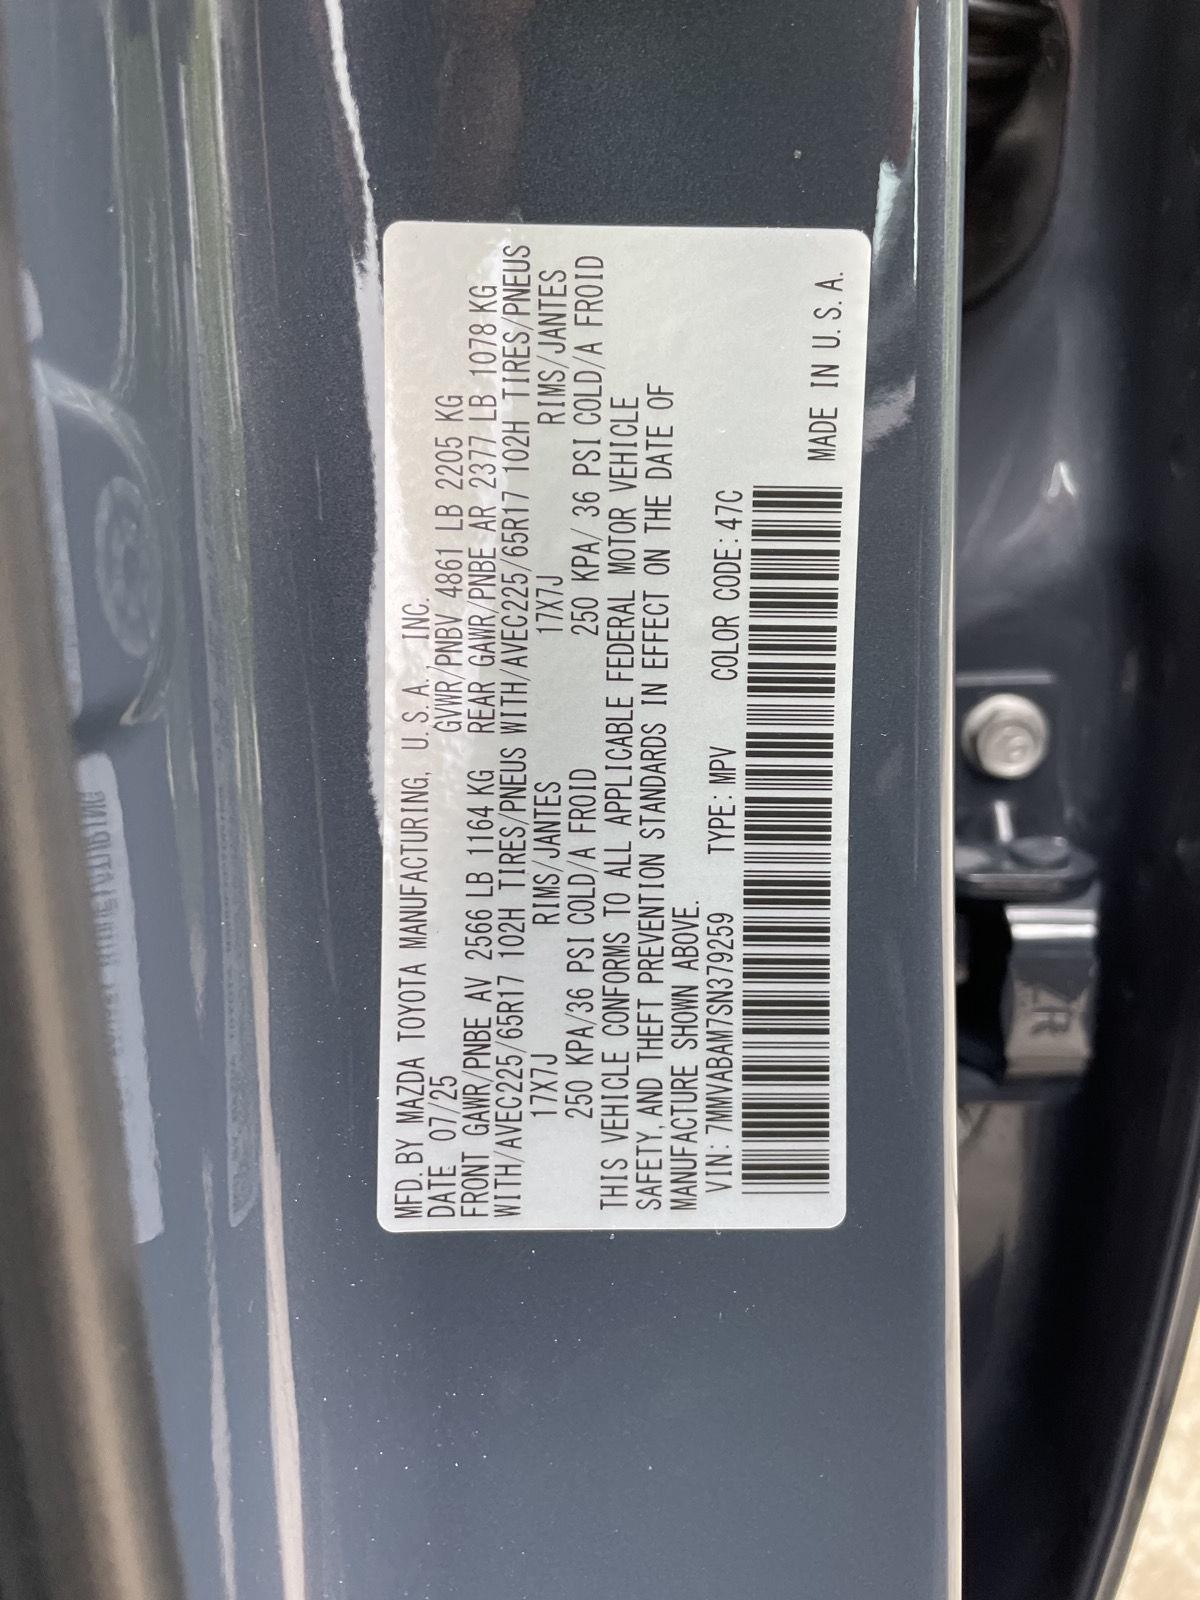 MFD. BY MAZDA TOYOTA MANUFACTURING, U.S.A. INC.
DATE 07/25 GVWR/PNBV 4861 LB 2205 KG
FRONT GAWR/PNBE AV 2566 LB 1164 KG REAR GAWR/PNBE AR 2377 LB 1078 KG
WITH/AVEC225/65R17 102H TIRES/PNEUS WITH/AVEC225/65R17 102H TIRES/PNEUS
17X7J RIMS/JANTES 17X7J RIMS/JANTES
250 KPA/36 PSI COLD/A FROID 250 KPA/ 36 PSI COLD/A FROID
THIS VEHICLE CONFORMS TO ALL APPLICABLE FEDERAL MOTOR VEHICLE
SAFETY, AND THEFT PREVENTION STANDARDS IN EFFECT ON THE DATE OF
MANUFACTURE SHOWN ABOVE.
VIN: 7MMVABAM7SN379259 TYPE: MPV COLOR CODE: 47C
MADE IN U.S.A.